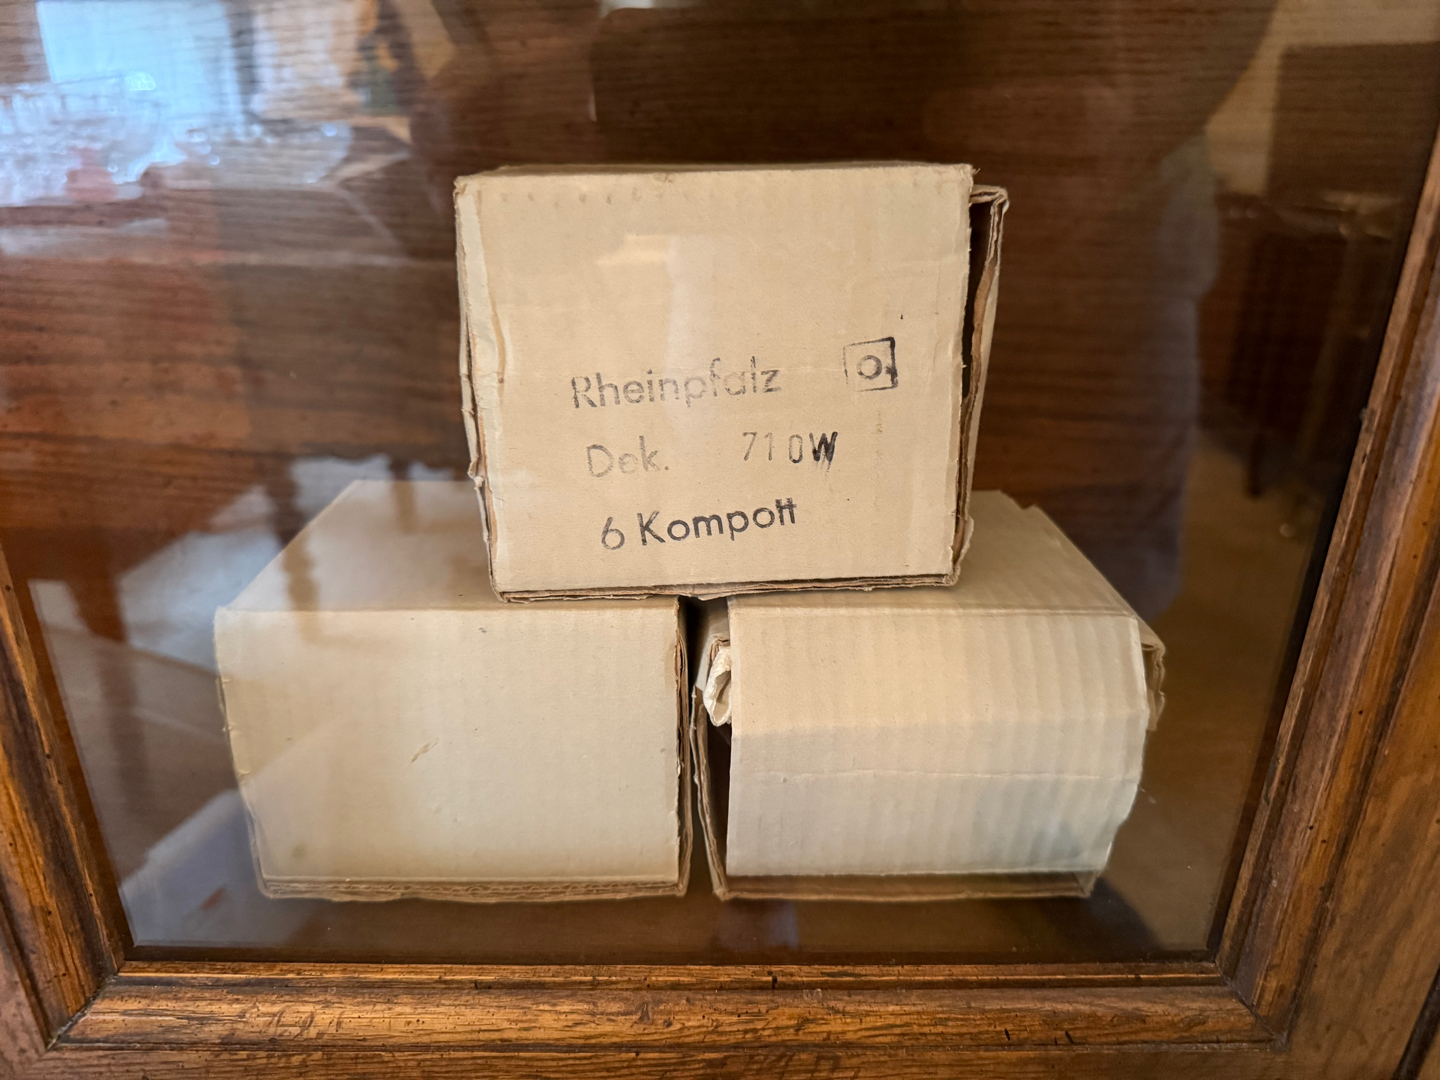 Rheinpfalz O
Dek. 710W
6 Kompott